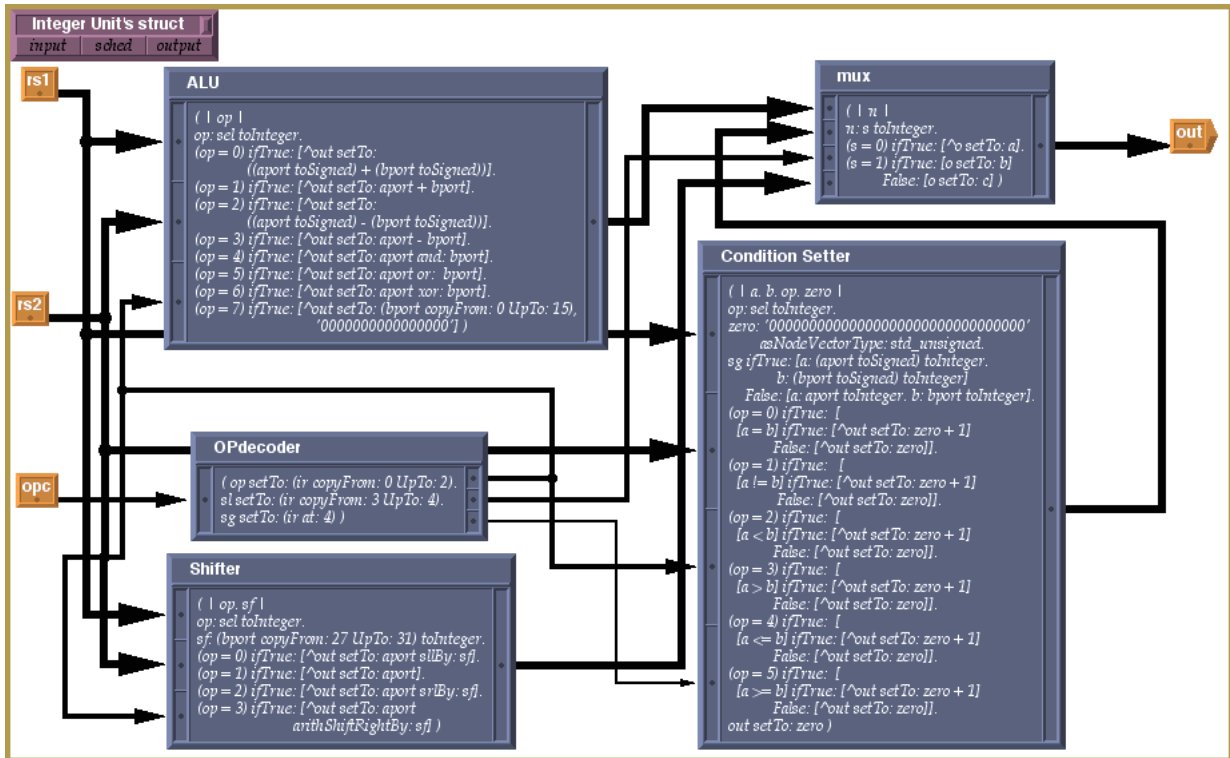 Integer Unit's struct
input sched output
rs1
rs2
opc
out
ALU
( | op |
op: sel toInteger.
(op = 0) ifTrue: [^out setTo:
((aport toSigned) + (bport toSigned))].
(op = 1) ifTrue: [^out setTo: aport + bport].
(op = 2) ifTrue: [^out setTo:
((aport toSigned) - (bport toSigned))].
(op = 3) ifTrue: [^out setTo: aport - bport].
(op = 4) ifTrue: [^out setTo: aport and: bport].
(op = 5) ifTrue: [^out setTo: aport or: bport].
(op = 6) ifTrue: [^out setTo: aport xor: bport].
(op = 7) ifTrue: [^out setTo: (bport copyFrom: 0 UpTo: 15),
'0000000000000000'] )
mux
( | n |
n: s toInteger.
(s = 0) ifTrue: [^o setTo: a].
(s = 1) ifTrue: [o setTo: b]
False: [o setTo: c] )
OPdecoder
( op setTo: (ir copyFrom: 0 UpTo: 2).
sl setTo: (ir copyFrom: 3 UpTo: 4).
sg setTo: (ir at: 4) )
Shifter
( | op. sf |
op: sel toInteger.
sf: (bport copyFrom: 27 UpTo: 31) toInteger.
(op = 0) ifTrue: [^out setTo: aport sllBy: sf].
(op = 1) ifTrue: [^out setTo: aport].
(op = 2) ifTrue: [^out setTo: aport srlBy: sf].
(op = 3) ifTrue: [^out setTo: aport
arithShiftRightBy: sf] )
Condition Setter
( | a. b. op. zero |
op: sel toInteger.
zero: '00000000000000000000000000000000'
asNodeVectorType: std_unsigned.
sg ifTrue: [a: (aport toSigned) toInteger.
b: (bport toSigned) toInteger]
False: [a: aport toInteger. b: bport toInteger].
(op = 0) ifTrue: [
[a = b] ifTrue: [^out setTo: zero + 1]
False: [^out setTo: zero]].
(op = 1) ifTrue: [
[a != b] ifTrue: [^out setTo: zero + 1]
False: [^out setTo: zero]].
(op = 2) ifTrue: [
[a < b] ifTrue: [^out setTo: zero + 1]
False: [^out setTo: zero]].
(op = 3) ifTrue: [
[a > b] ifTrue: [^out setTo: zero + 1]
False: [^out setTo: zero]].
(op = 4) ifTrue: [
[a <= b] ifTrue: [^out setTo: zero + 1]
False: [^out setTo: zero]].
(op = 5) ifTrue: [
[a >= b] ifTrue: [^out setTo: zero + 1]
False: [^out setTo: zero]].
out setTo: zero )